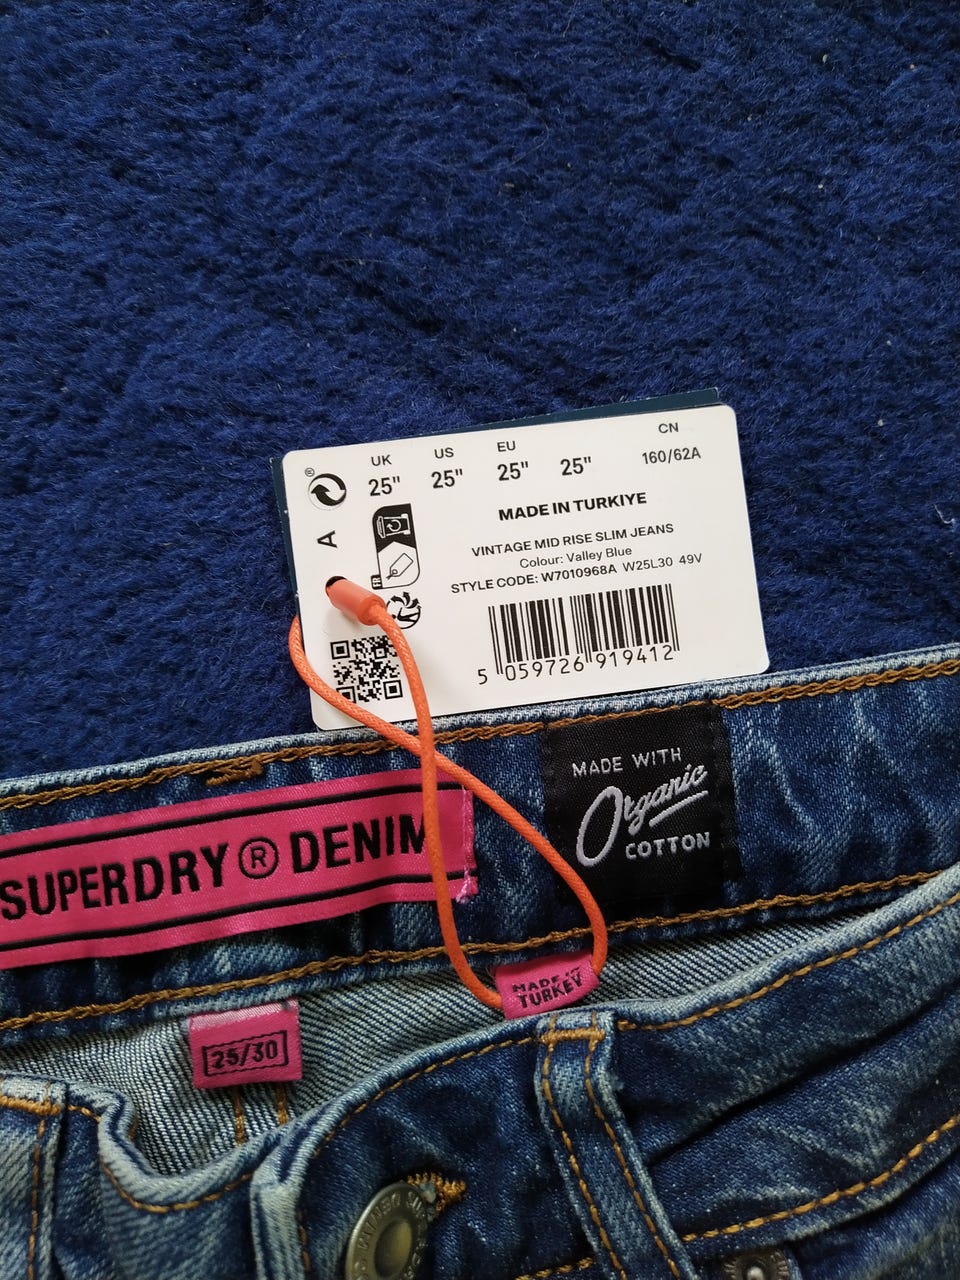 CN
UK US EU
25" 25" 25" 25" 160/62A
MADE IN TURKIYE
VINTAGE MID RISE SLIM JEANS
Colour: Valley Blue
STYLE CODE: W7010968A W25L30 49V
5 059726 919412
®
A
FR
MADE WITH
Organic
COTTON
SUPERDRY ® DENIM
MADE IN
TURKEY
25/30